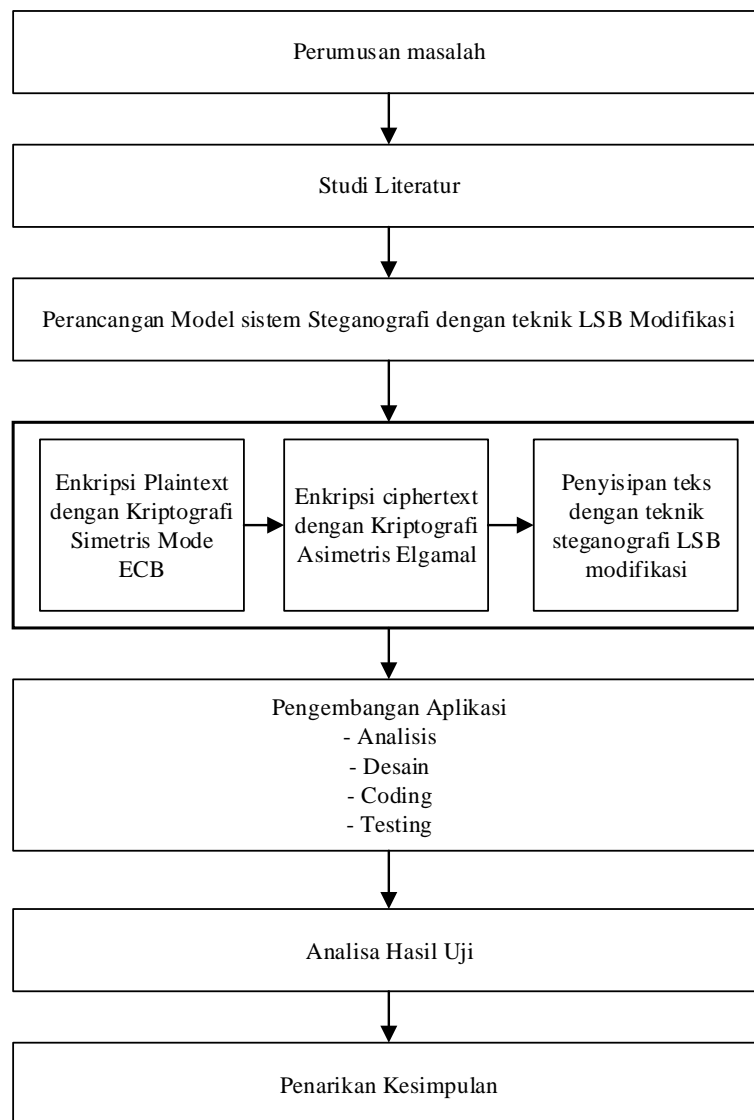 Perumusan masalah
Studi Literatur
Perancangan Model sistem Steganografi dengan teknik LSB Modifikasi
Enkripsi Plaintext
dengan Kriptografi
Simetris Mode
ECB
Enkripsi ciphertext
dengan Kriptografi
Asimetris Elgamal
Penyisipan teks
dengan teknik
steganografi LSB
modifikasi
Pengembangan Aplikasi
- Analisis
- Desain
- Coding
- Testing
Analisa Hasil Uji
Penarikan Kesimpulan